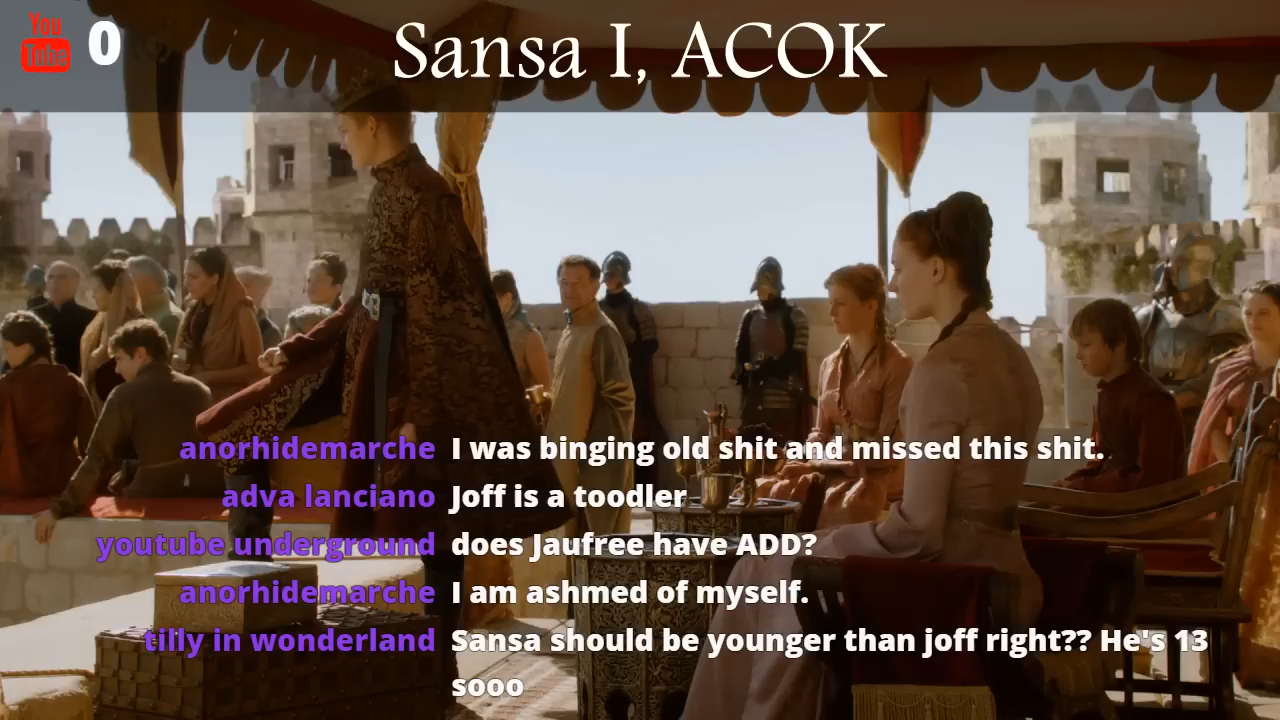 You
Tube
0
Sansa I, ACOK
anorhidemarche I was binging old shit and missed this shit.
adva lanciano Joff is a toodler
youtube underground does Jaufree have ADD?
anorhidemarche I am ashmed of myself.
tilly in wonderland Sansa should be younger than joff right?? He's 13
sooo